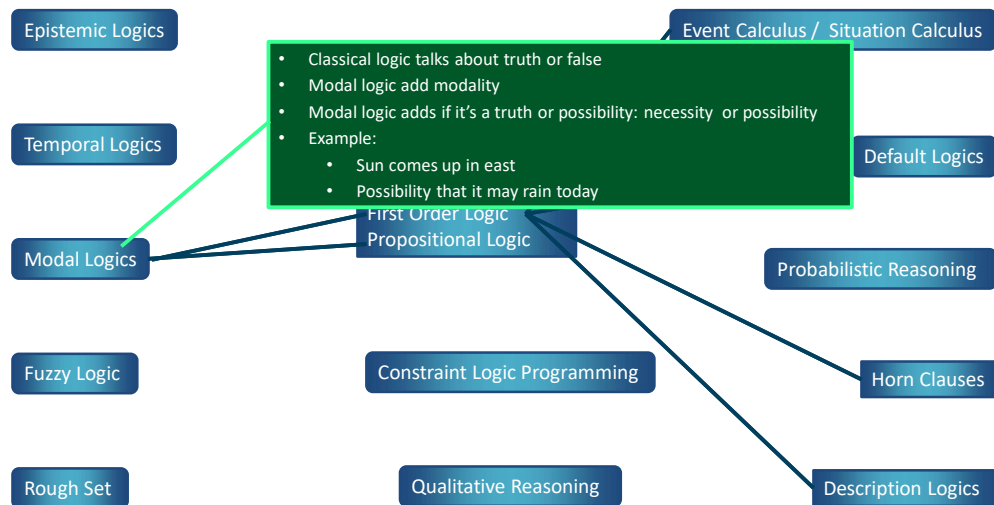 Epistemic Logics
Event Calculus / Situation Calculus
• Classical logic talks about truth or false
• Modal logic add modality
• Modal logic adds if it's a truth or possibility: necessity or possibility
• Example:
• Sun comes up in east
• Possibility that it may rain today
Temporal Logics
Default Logics
First Order Logic
Propositional Logic
Modal Logics
Probabilistic Reasoning
Fuzzy Logic
Constraint Logic Programming
Horn Clauses
Rough Set
Qualitative Reasoning
Description Logics